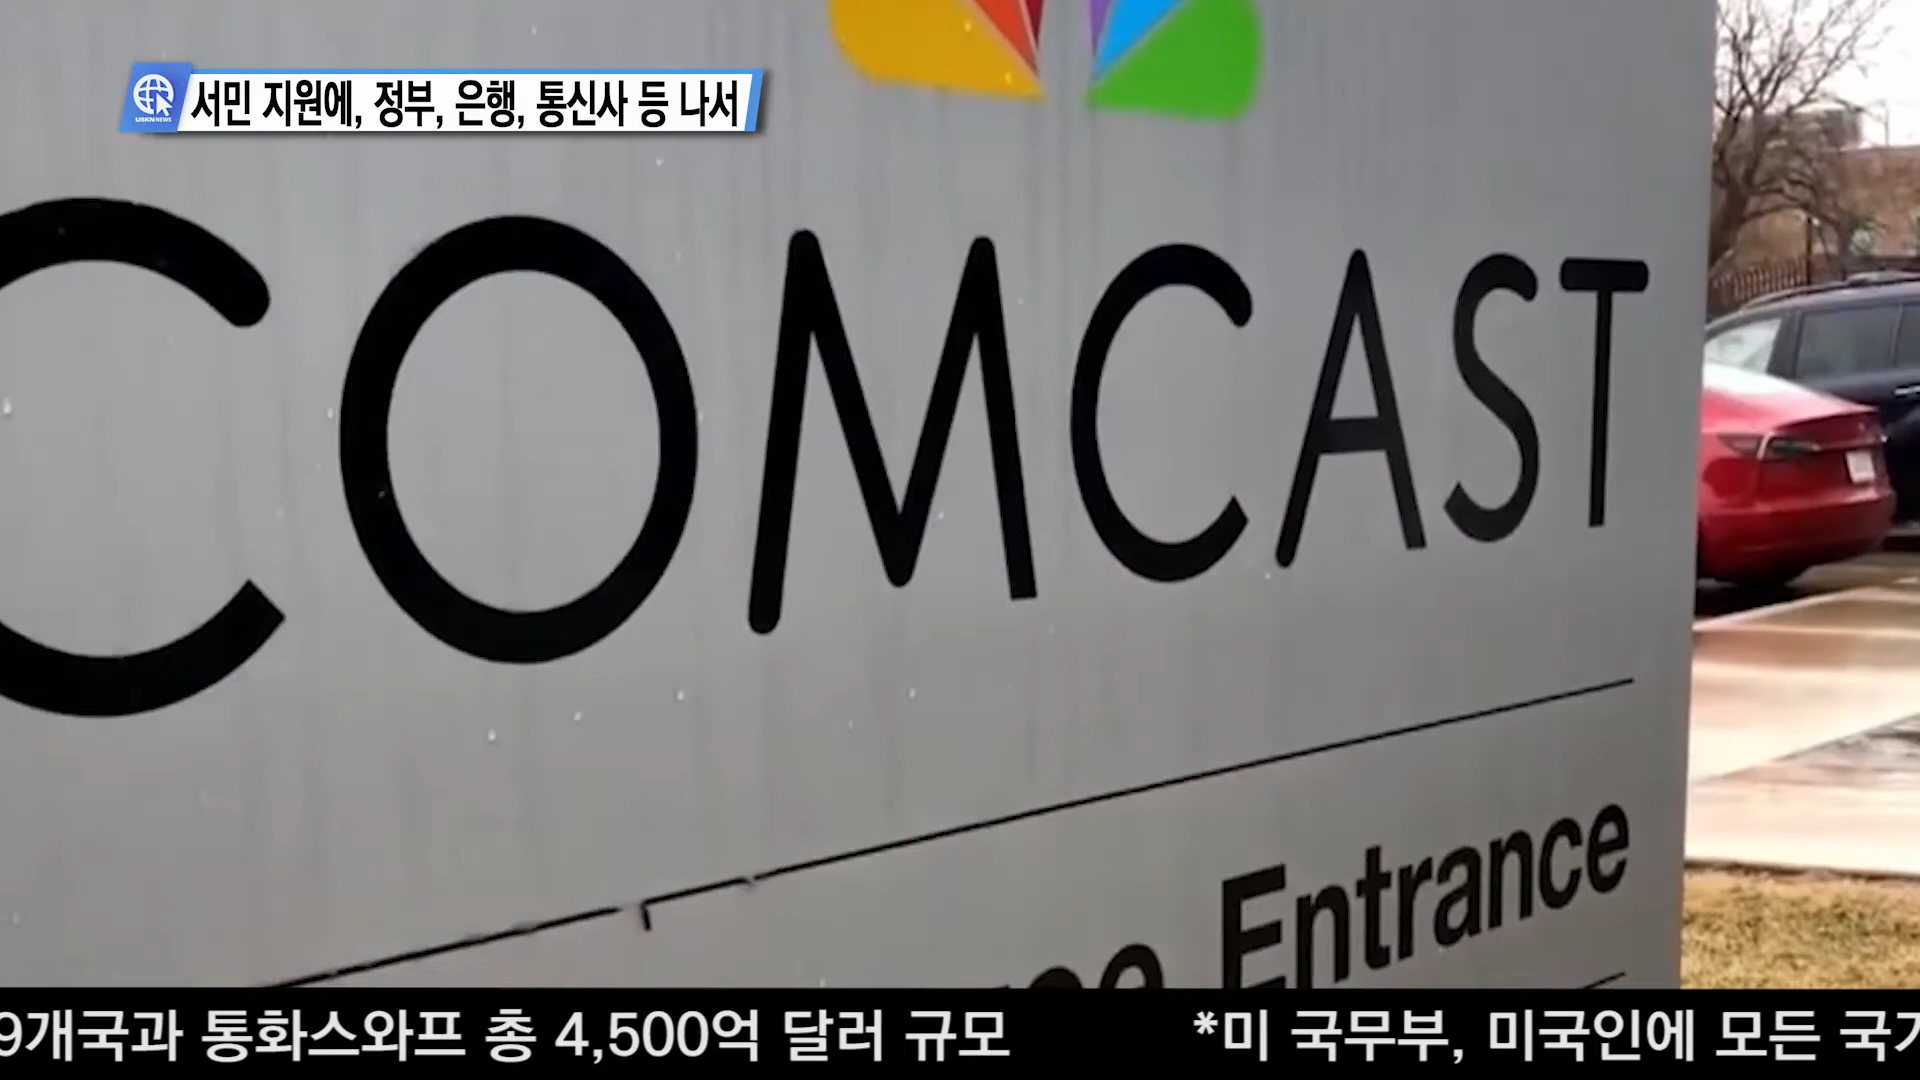 서민 지원에, 정부, 은행, 통신사 등 나서
USKN NEWS
COMCAST
Entrance
9개국과 통화스와프 총 4,500억 달러 규모 *미 국무부, 미국인에 모든 국가